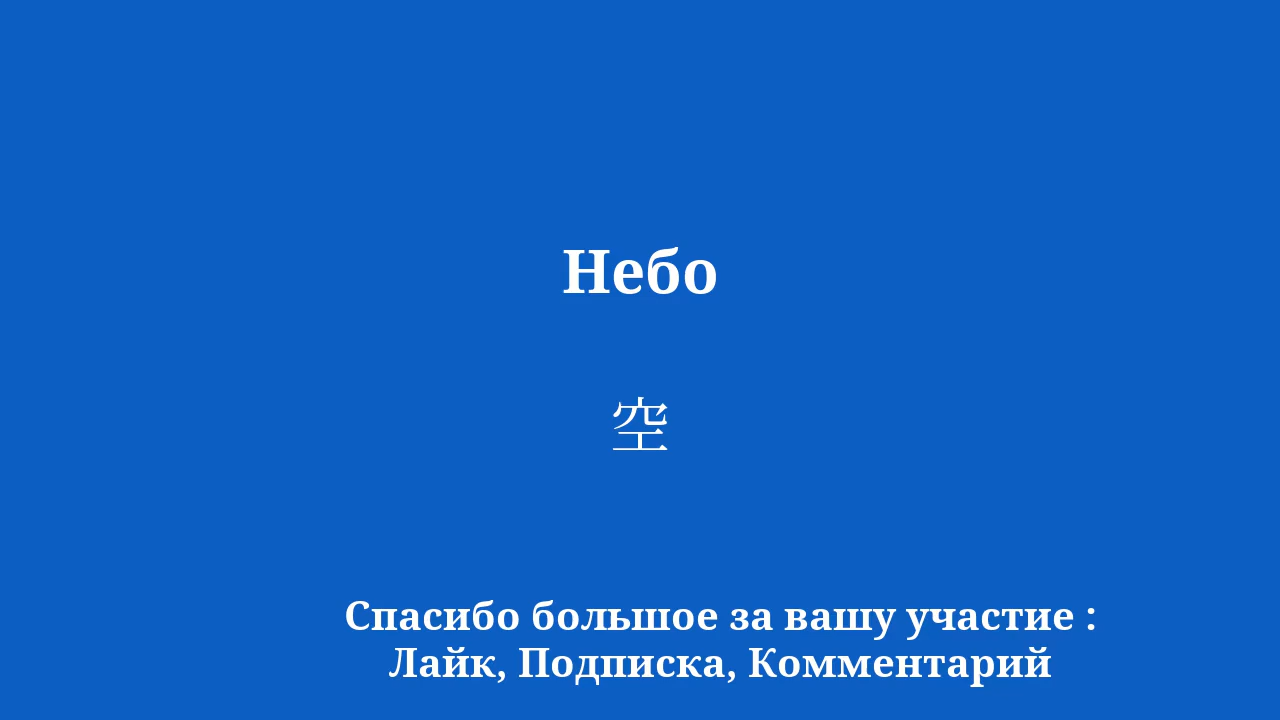 Небо
空
Спасибо большое за вашу участие :
Лайк, Подписка, Комментарий